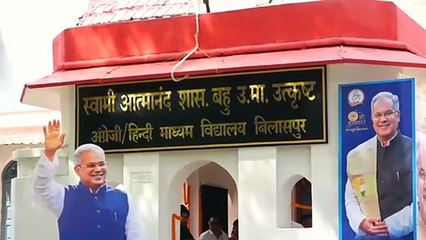 स्वामी आत्मानंद शास. बहु उ.मा. उत्कृष्ट
अंग्रेजी/हिन्दी माध्यम विद्यालय बिलासपुर